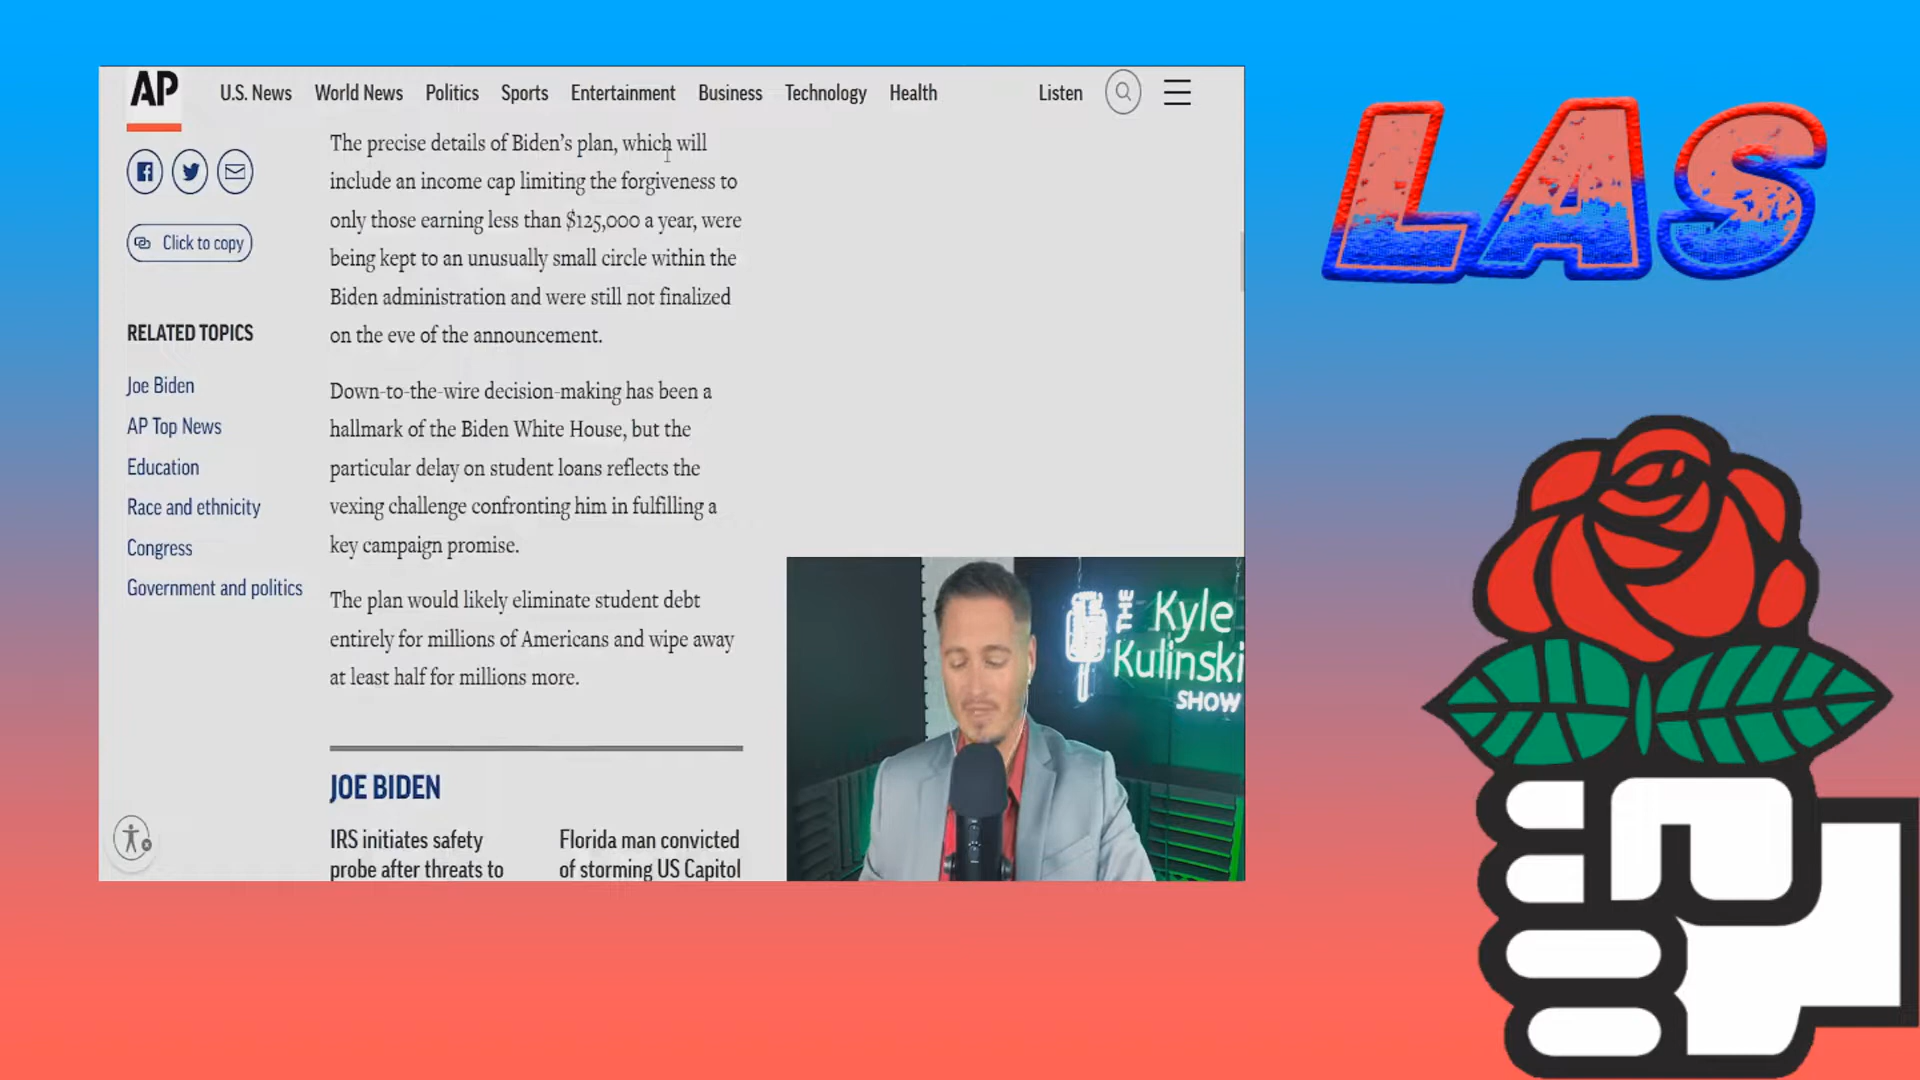 AP
U.S. News World News Politics Sports Entertainment Business Technology Health Listen
Click to copy
RELATED TOPICS
Joe Biden
AP Top News
Education
Race and ethnicity
Congress
Government and politics
The precise details of Biden’s plan, which will
include an income cap limiting the forgiveness to
only those earning less than $125,000 a year, were
being kept to an unusually small circle within the
Biden administration and were still not finalized
on the eve of the announcement.
Down-to-the-wire decision-making has been a
hallmark of the Biden White House, but the
particular delay on student loans reflects the
vexing challenge confronting him in fulfilling a
key campaign promise.
The plan would likely eliminate student debt
entirely for millions of Americans and wipe away
at least half for millions more.
JOE BIDEN
IRS initiates safety
probe after threats to
Florida man convicted
of storming US Capitol
THE
Kyle
Kulinski
SHOW
LAS